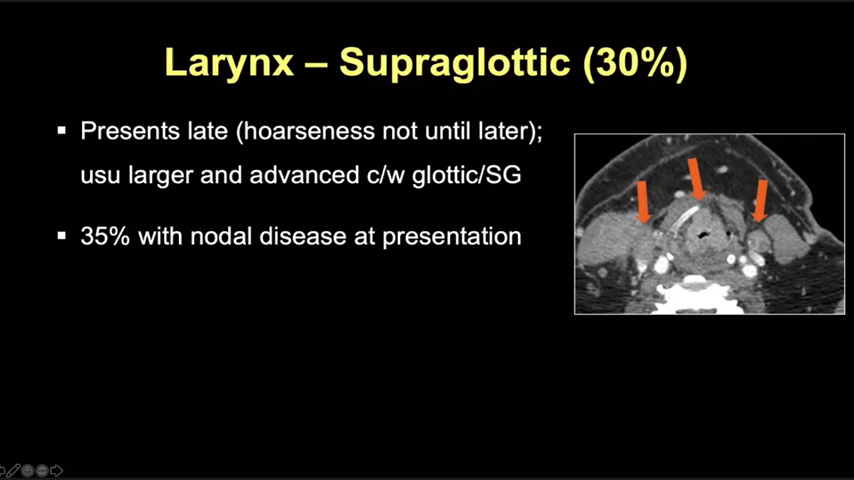 Larynx – Supraglottic (30%)
▪ Presents late (hoarseness not until later);
usu larger and advanced c/w glottic/SG
▪ 35% with nodal disease at presentation